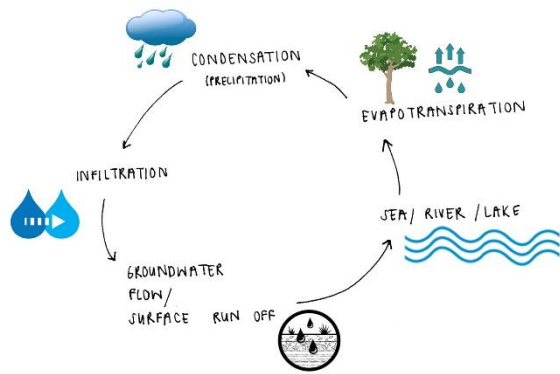 CONDENSATION
(PRECIPITATION)
EVAPOTRANSPIRATION
INFILTRATION
SEA/ RIVER /LAKE
GROUNDWATER
FLOW/
SURFACE RUN OFF